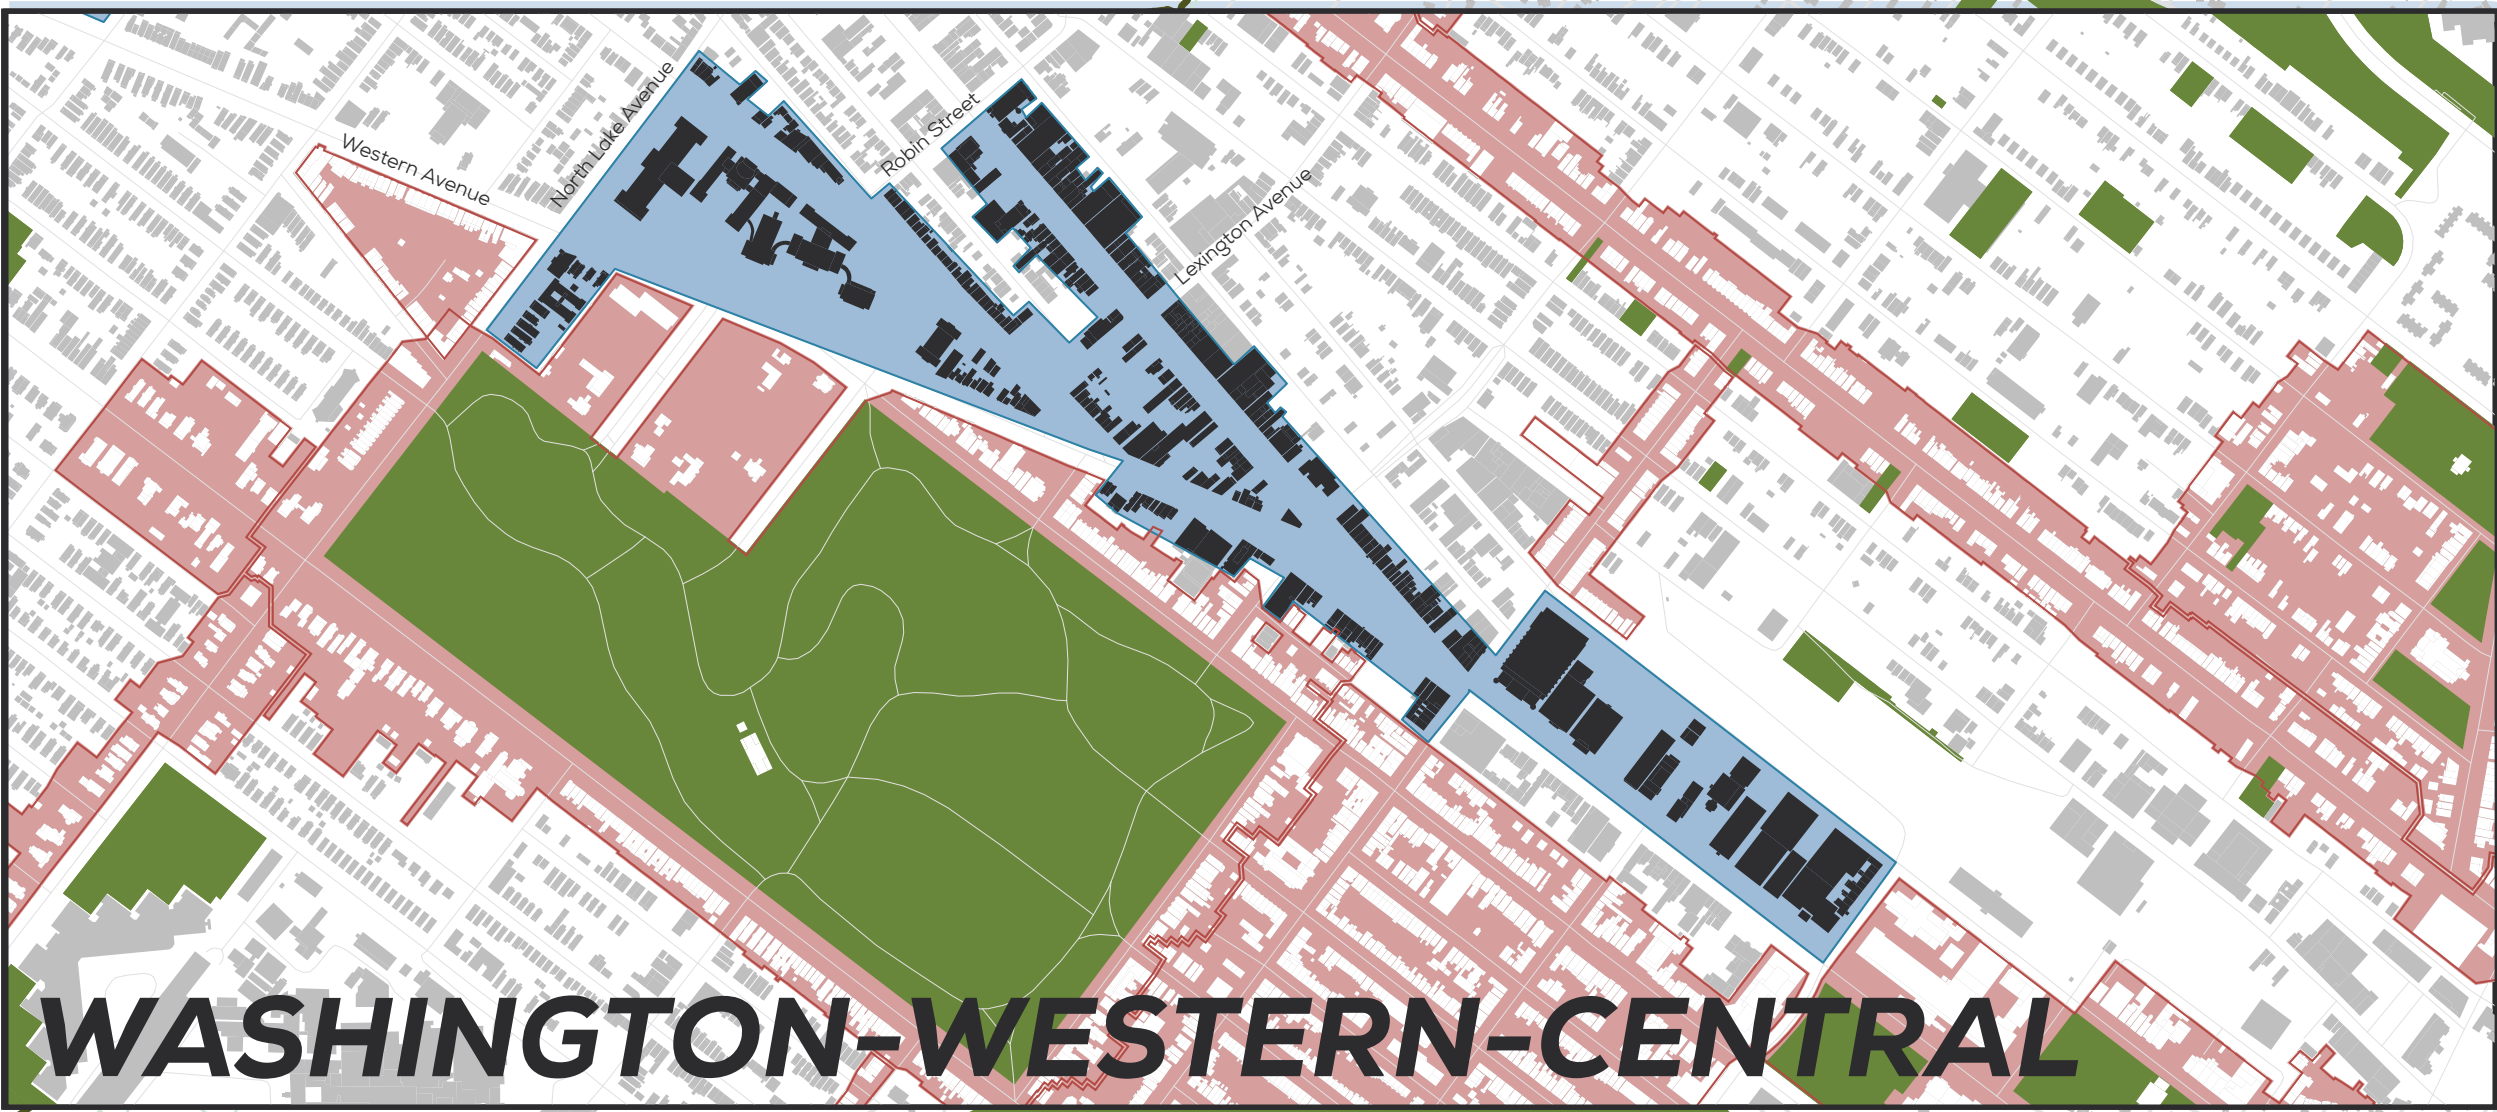 North Lake Avenue
Robin Street
Western Avenue
Lexington Avenue
WASHINGTON-WESTERN-CENTRAL